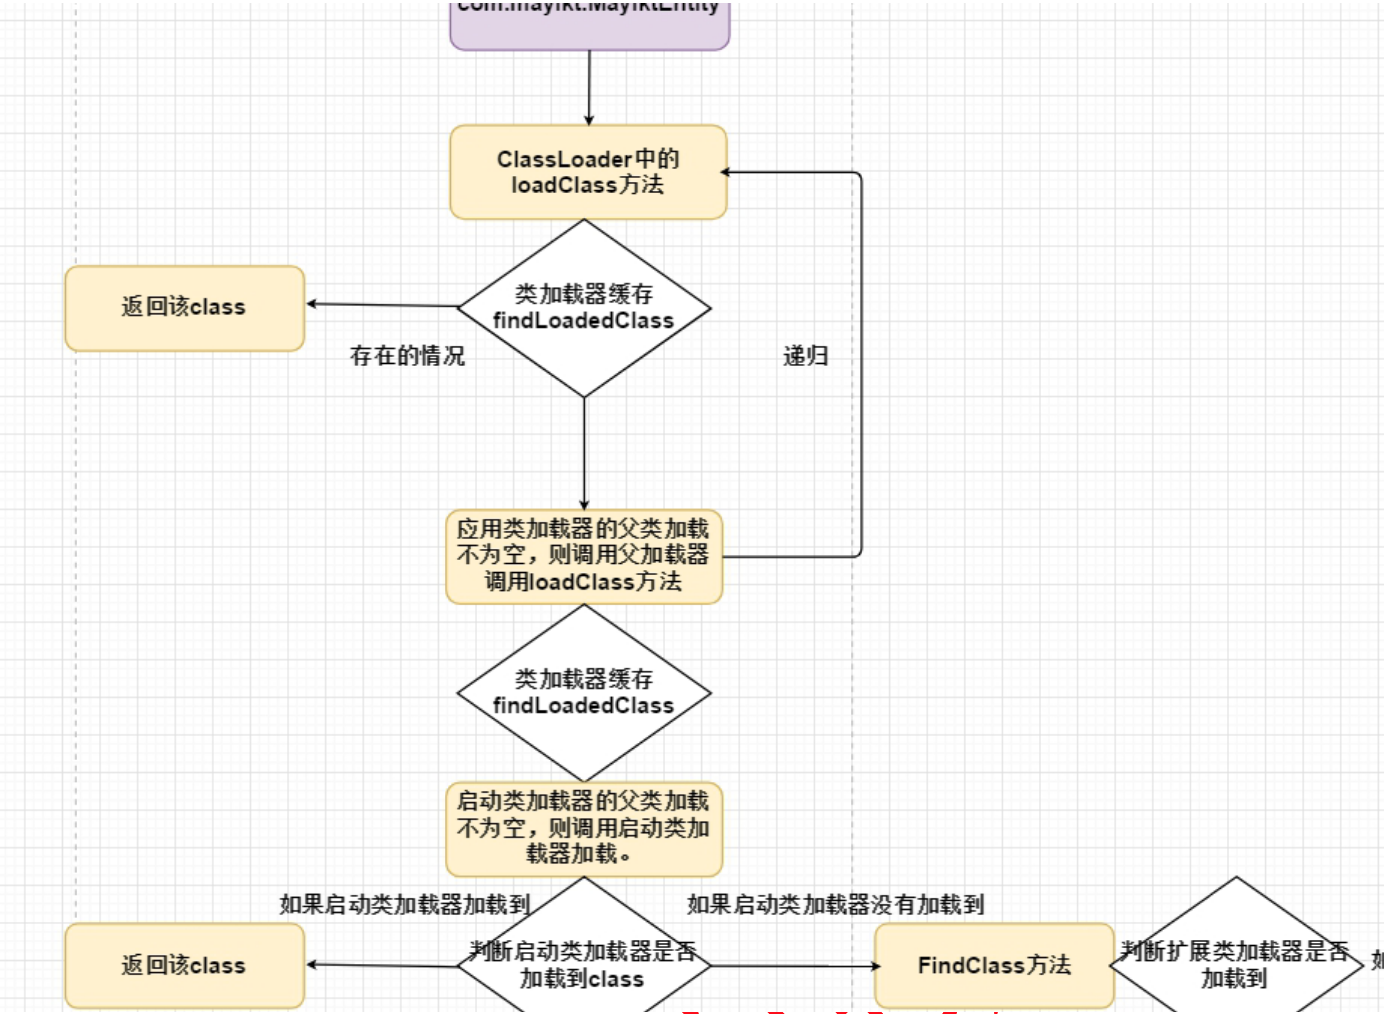 com.mayikt.MayiktEntity
ClassLoader中的
loadClass方法
类加载器缓存
findLoadedClass
返回该class
存在的情况
递归
应用类加载器的父类加载
不为空，则调用父加载器
调用loadClass方法
类加载器缓存
findLoadedClass
启动类加载器的父类加载
不为空，则调用启动类加
载器加载。
如果启动类加载器加载到
如果启动类加载器没有加载到
返回该class
判断启动类加载器是否
加载到class
FindClass方法
判断扩展类加载器是否
加载到